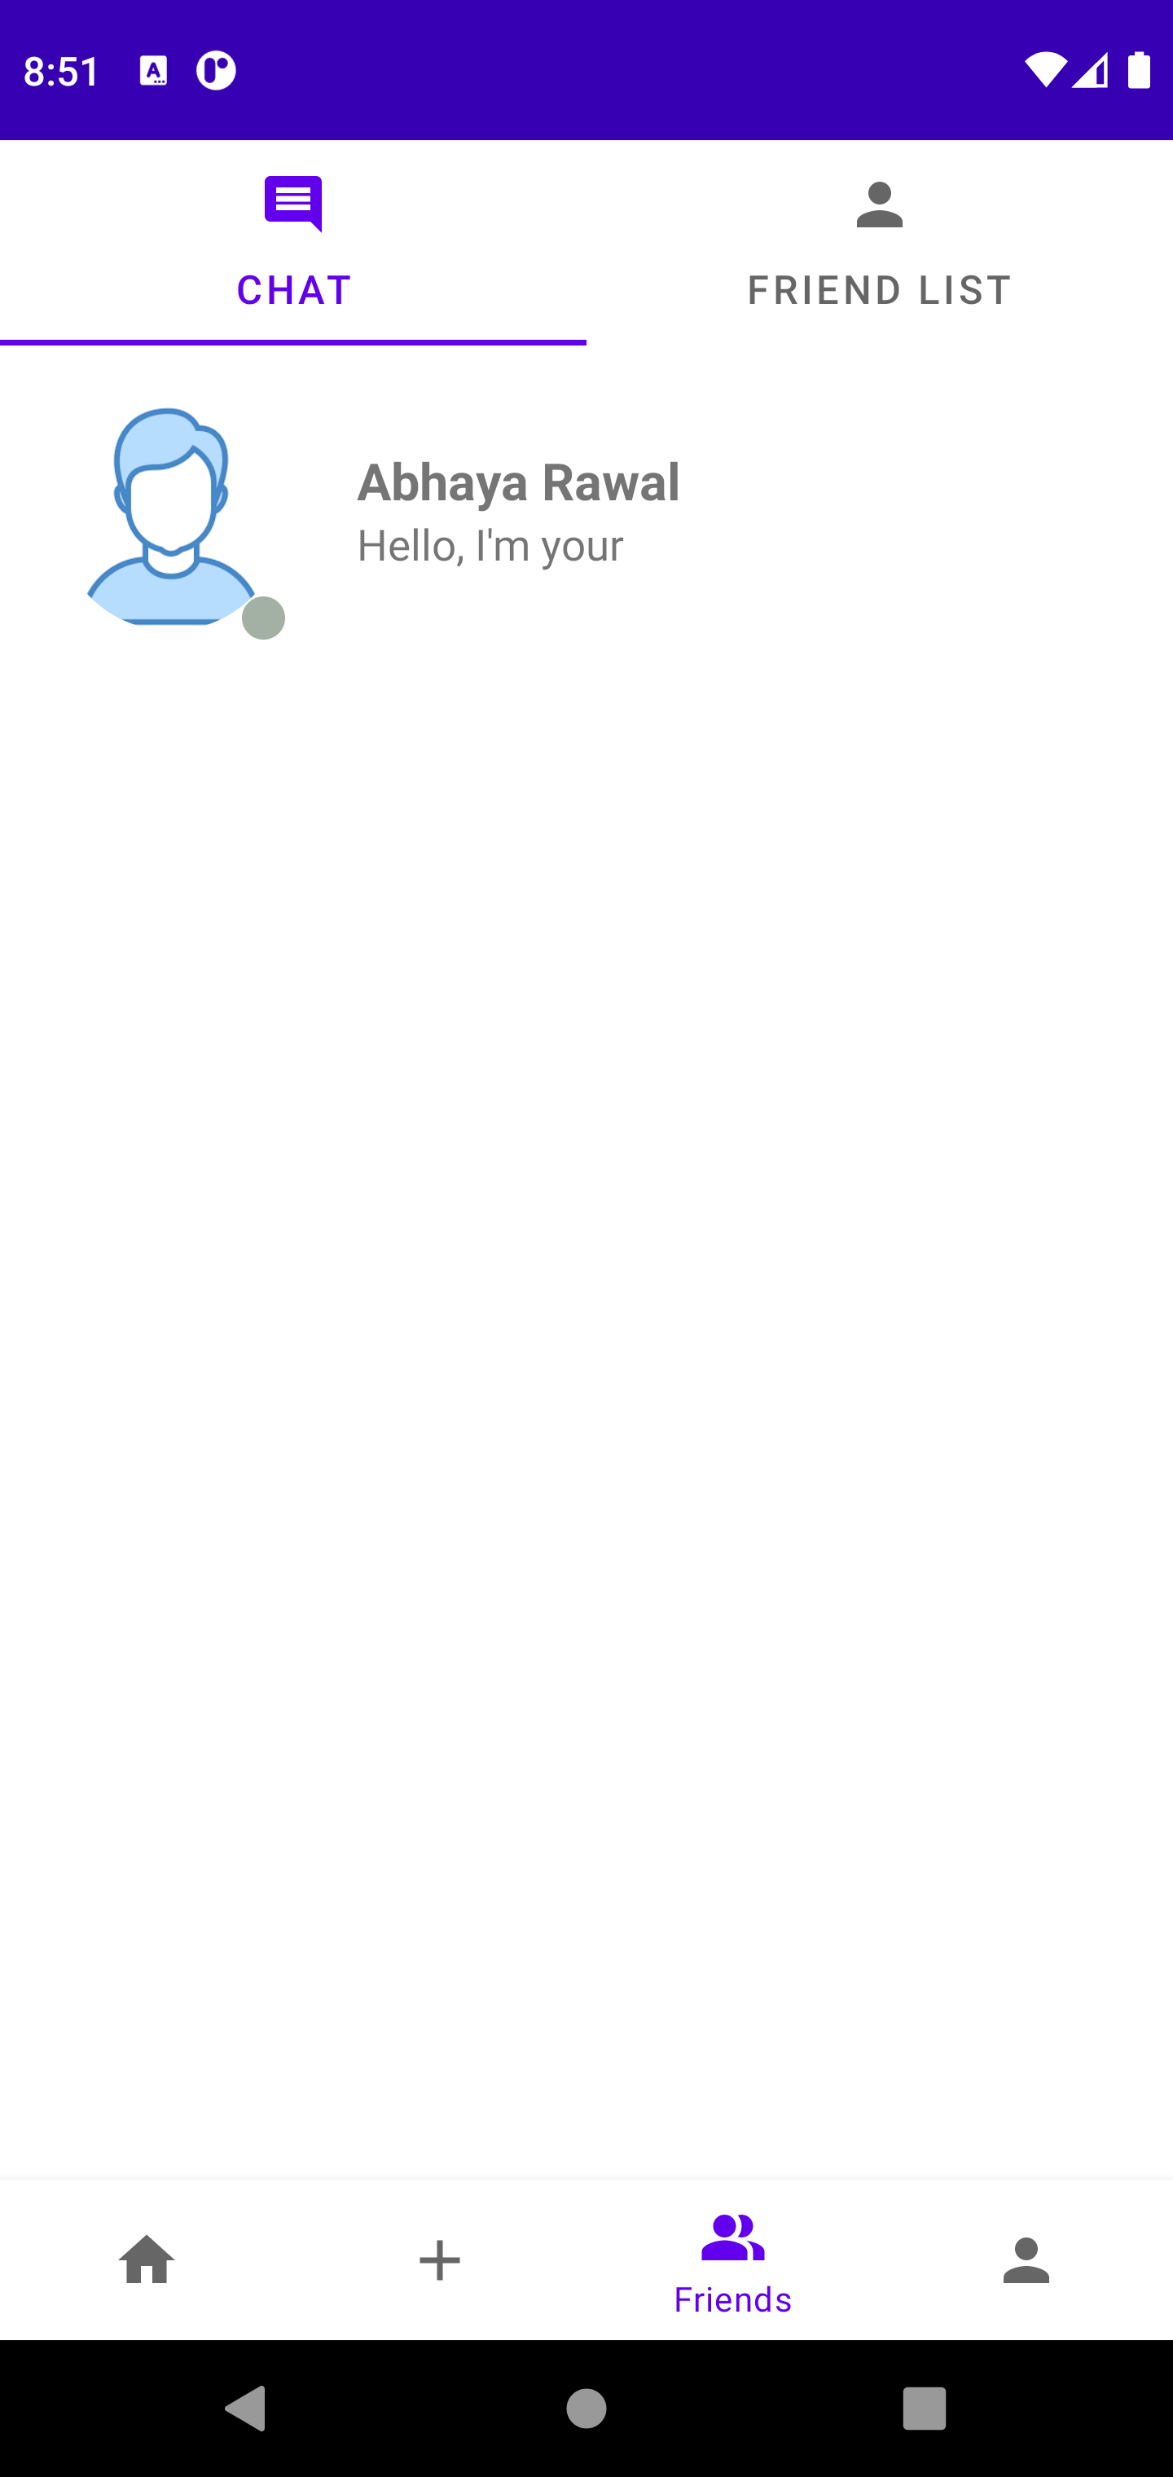 8:51
CHAT
FRIEND LIST
Abhaya Rawal
Hello, I'm your
Friends